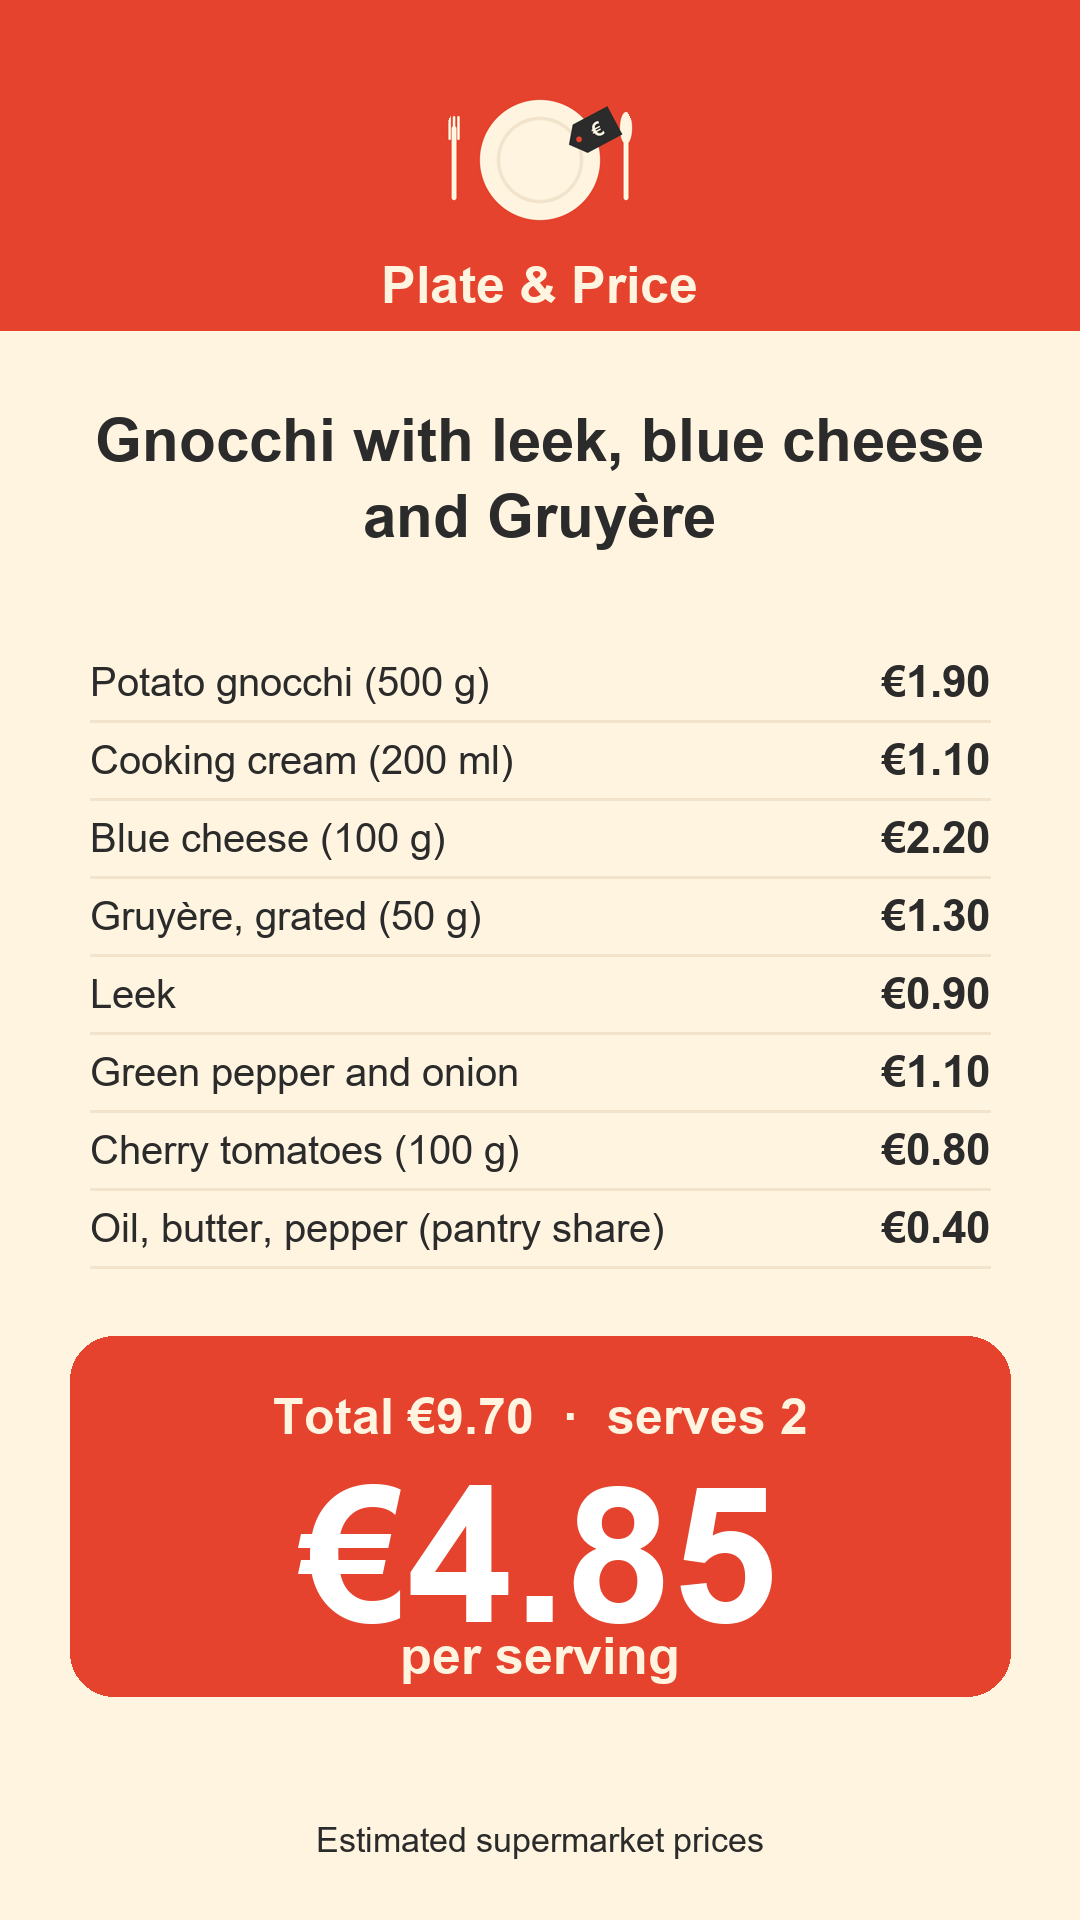 €
Plate & Price
Gnocchi with leek, blue cheese
and Gruyère
Potato gnocchi (500 g) €1.90
Cooking cream (200 ml) €1.10
Blue cheese (100 g) €2.20
Gruyère, grated (50 g) €1.30
Leek €0.90
Green pepper and onion €1.10
Cherry tomatoes (100 g) €0.80
Oil, butter, pepper (pantry share) €0.40
Total €9.70 · serves 2
€4.85
per serving
Estimated supermarket prices